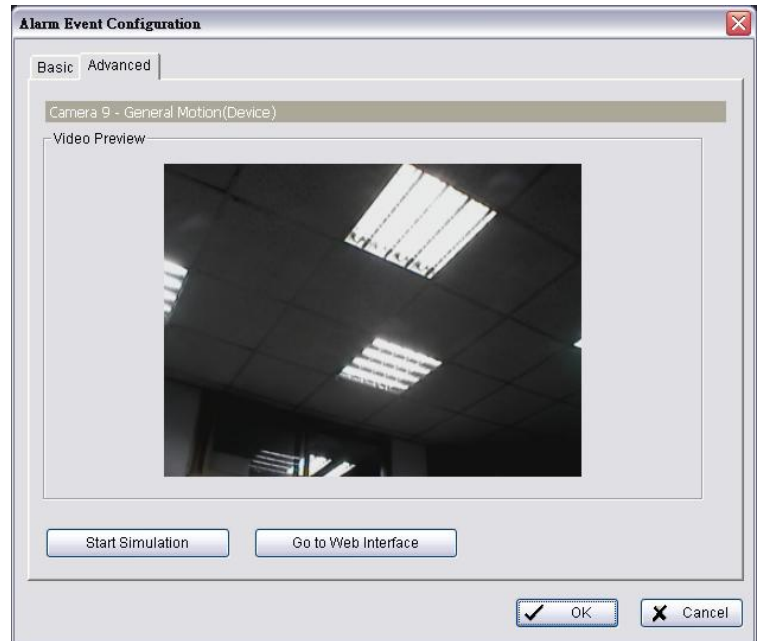 Alarm Event Configuration
Basic Advanced
Camera 9 - General Motion(Device)
Video Preview
Start Simulation Go to Web Interface
OK Cancel